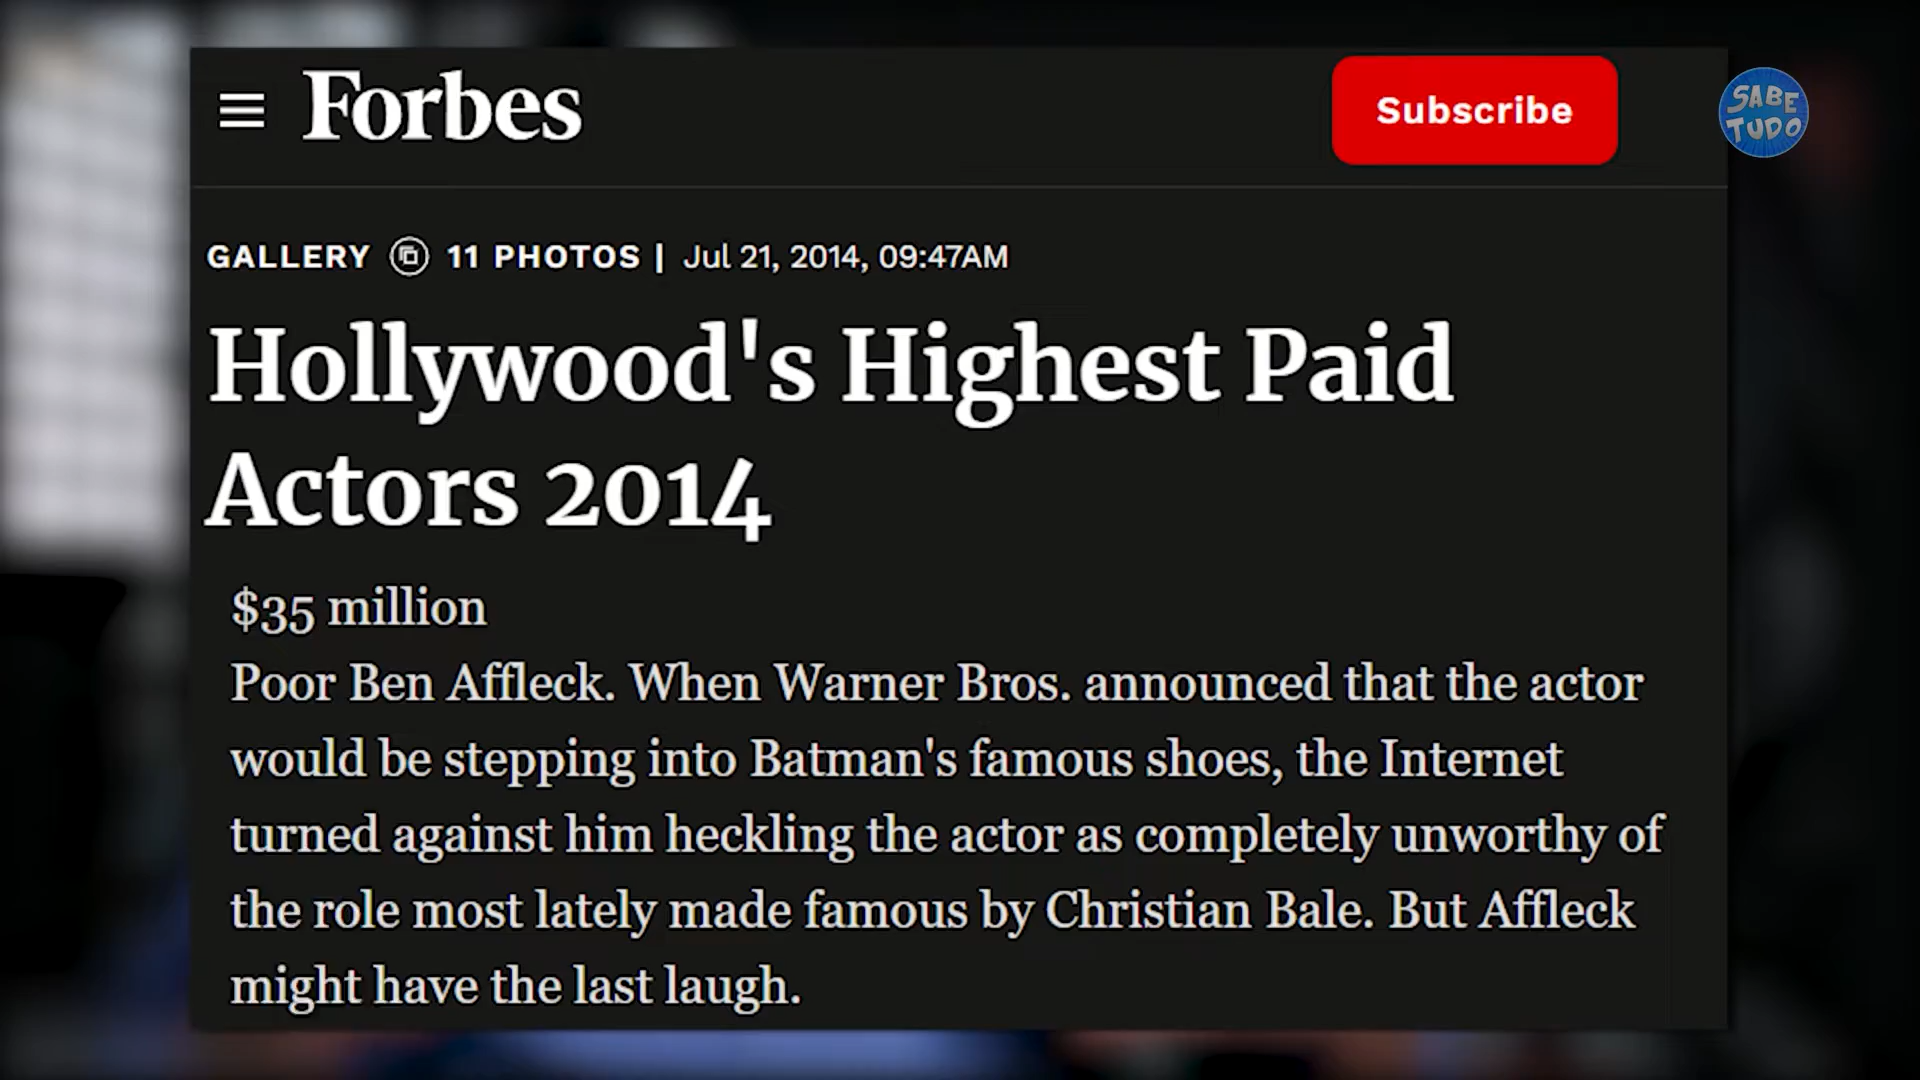 Forbes
Subscribe
SABE
TUDO
GALLERY 11 PHOTOS | Jul 21, 2014, 09:47AM
Hollywood's Highest Paid
Actors 2014
$35 million
Poor Ben Affleck. When Warner Bros. announced that the actor
would be stepping into Batman's famous shoes, the Internet
turned against him heckling the actor as completely unworthy of
the role most lately made famous by Christian Bale. But Affleck
might have the last laugh.